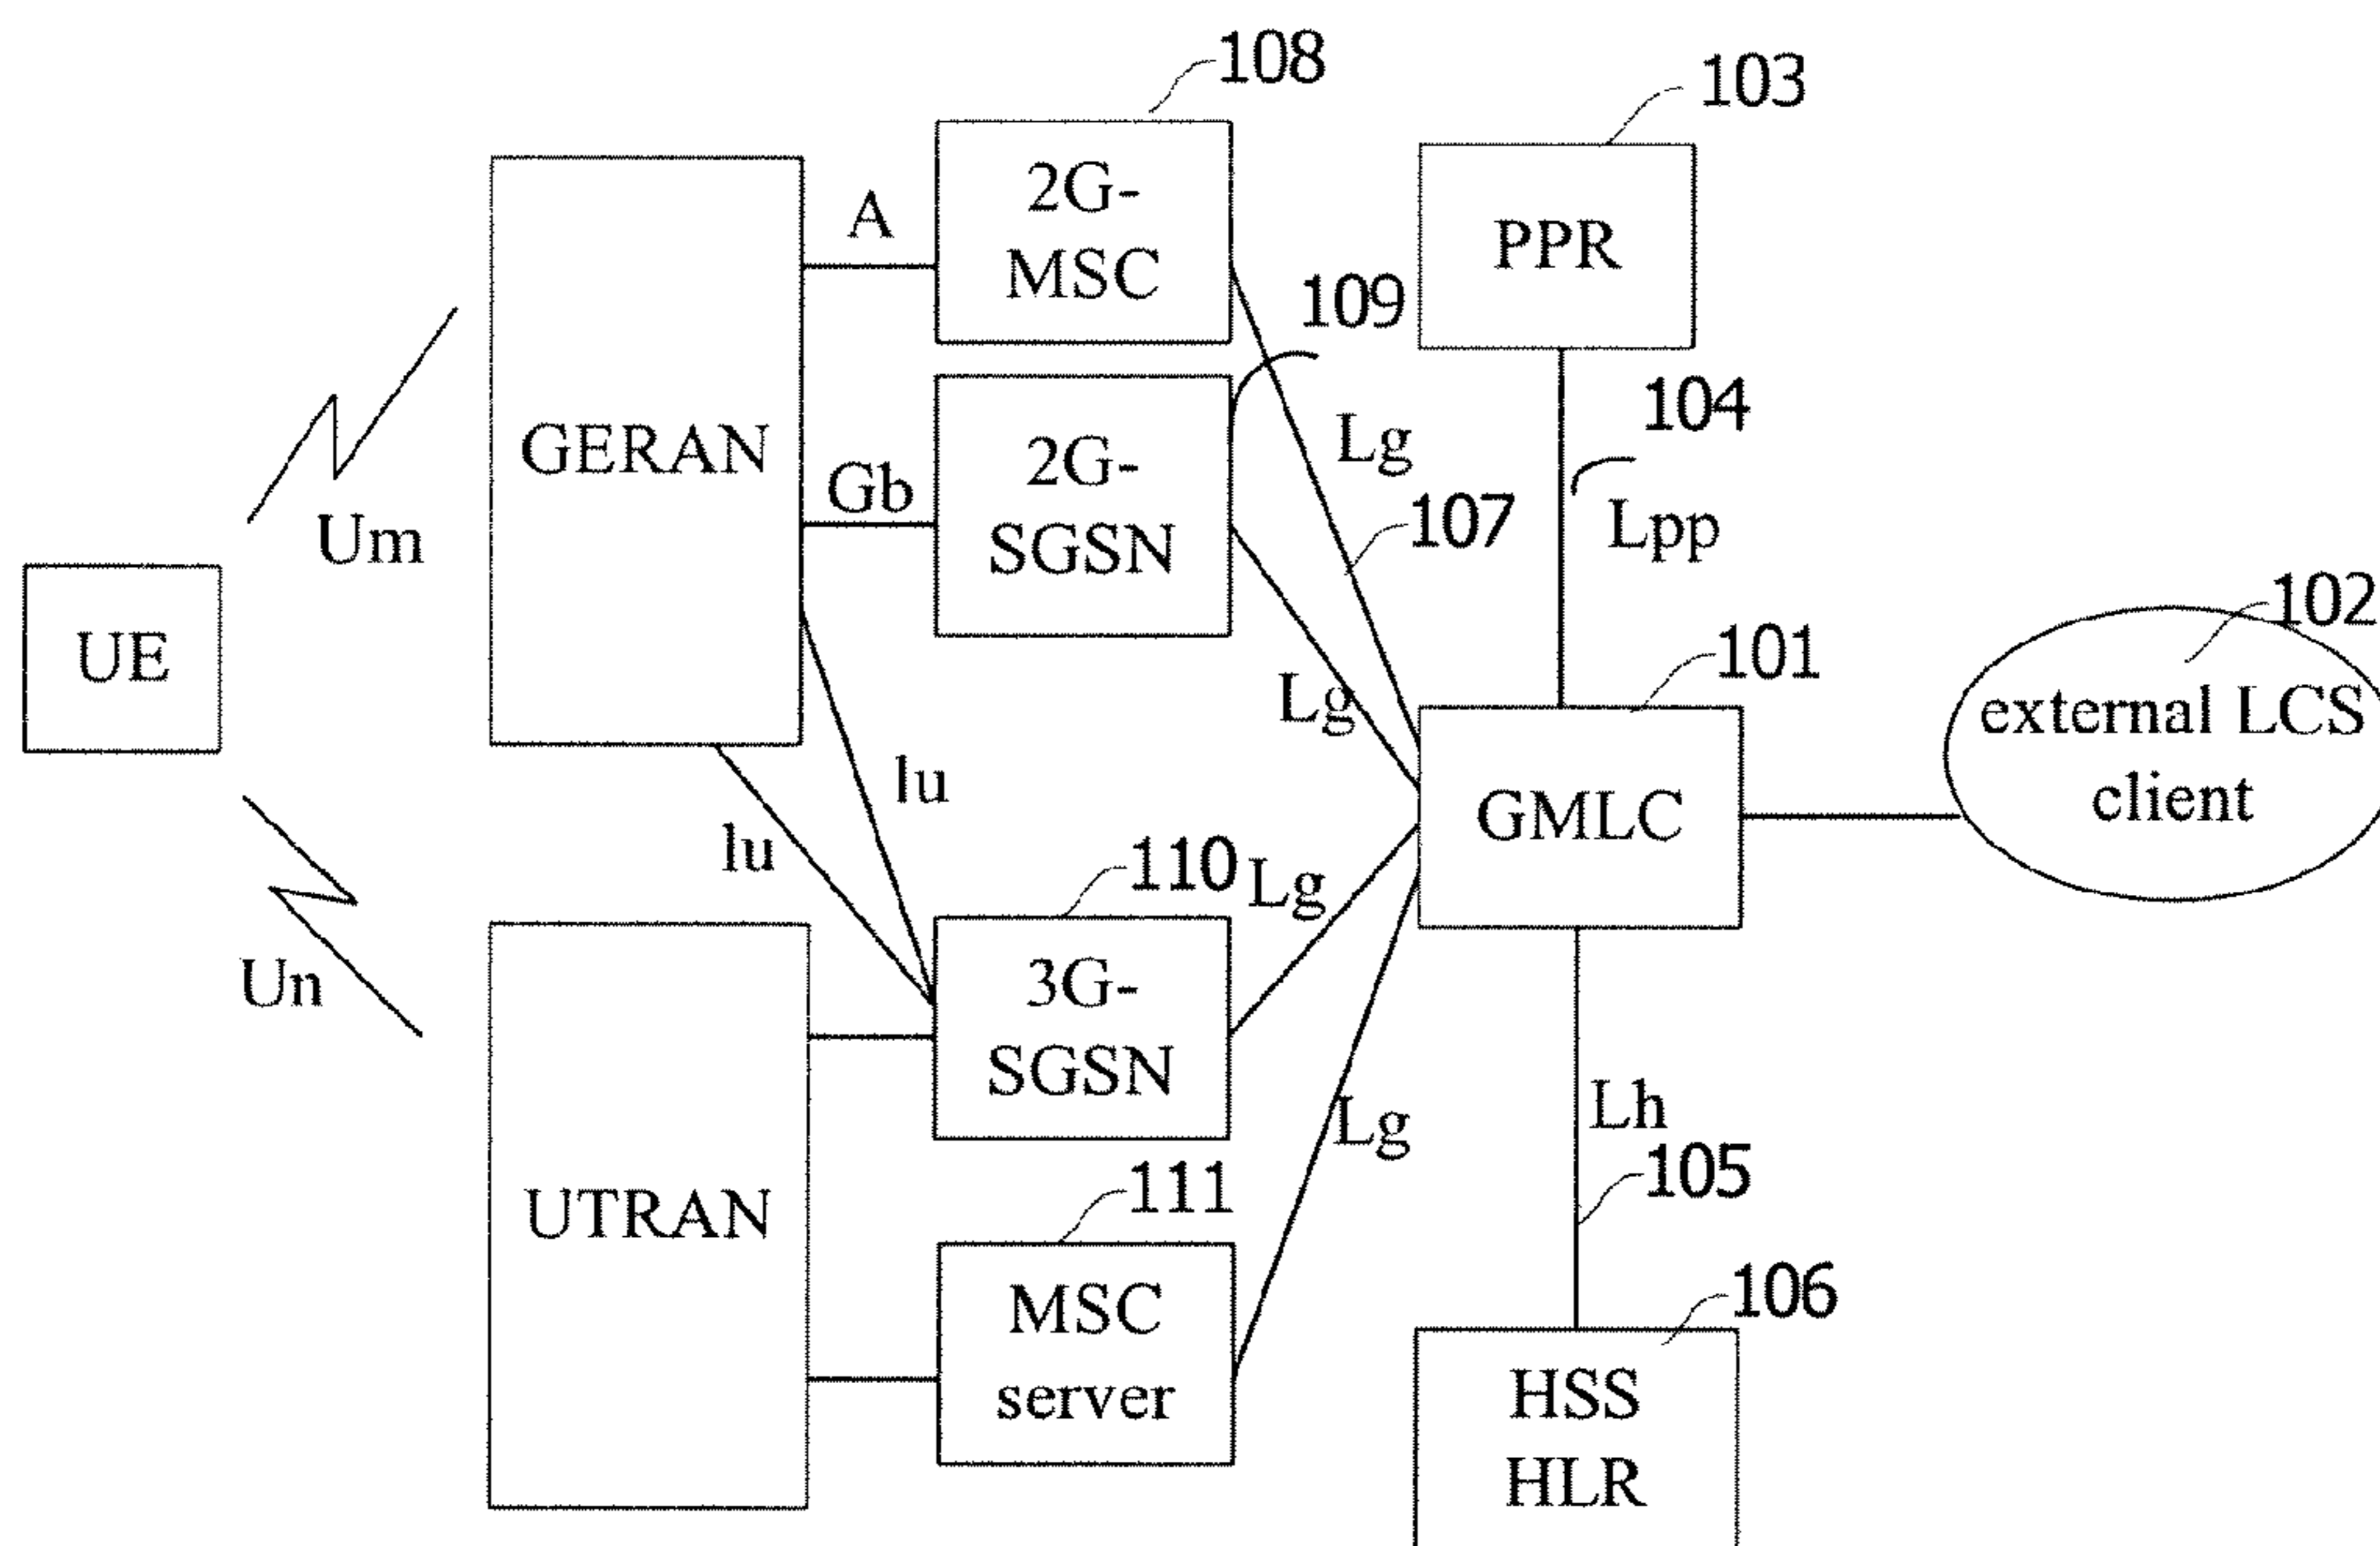 108
103
2G-
MSC
A
PPR
109
GERAN
Um
Gb
2G-
SGSN
Lg
107
104
Lpp
UE
Lg
101
102
external LCS
client
GMLC
lu
lu
110
Lg
Un
3G-
SGSN
Lh
105
Lg
UTRAN
111
MSC
server
106
HSS
HLR